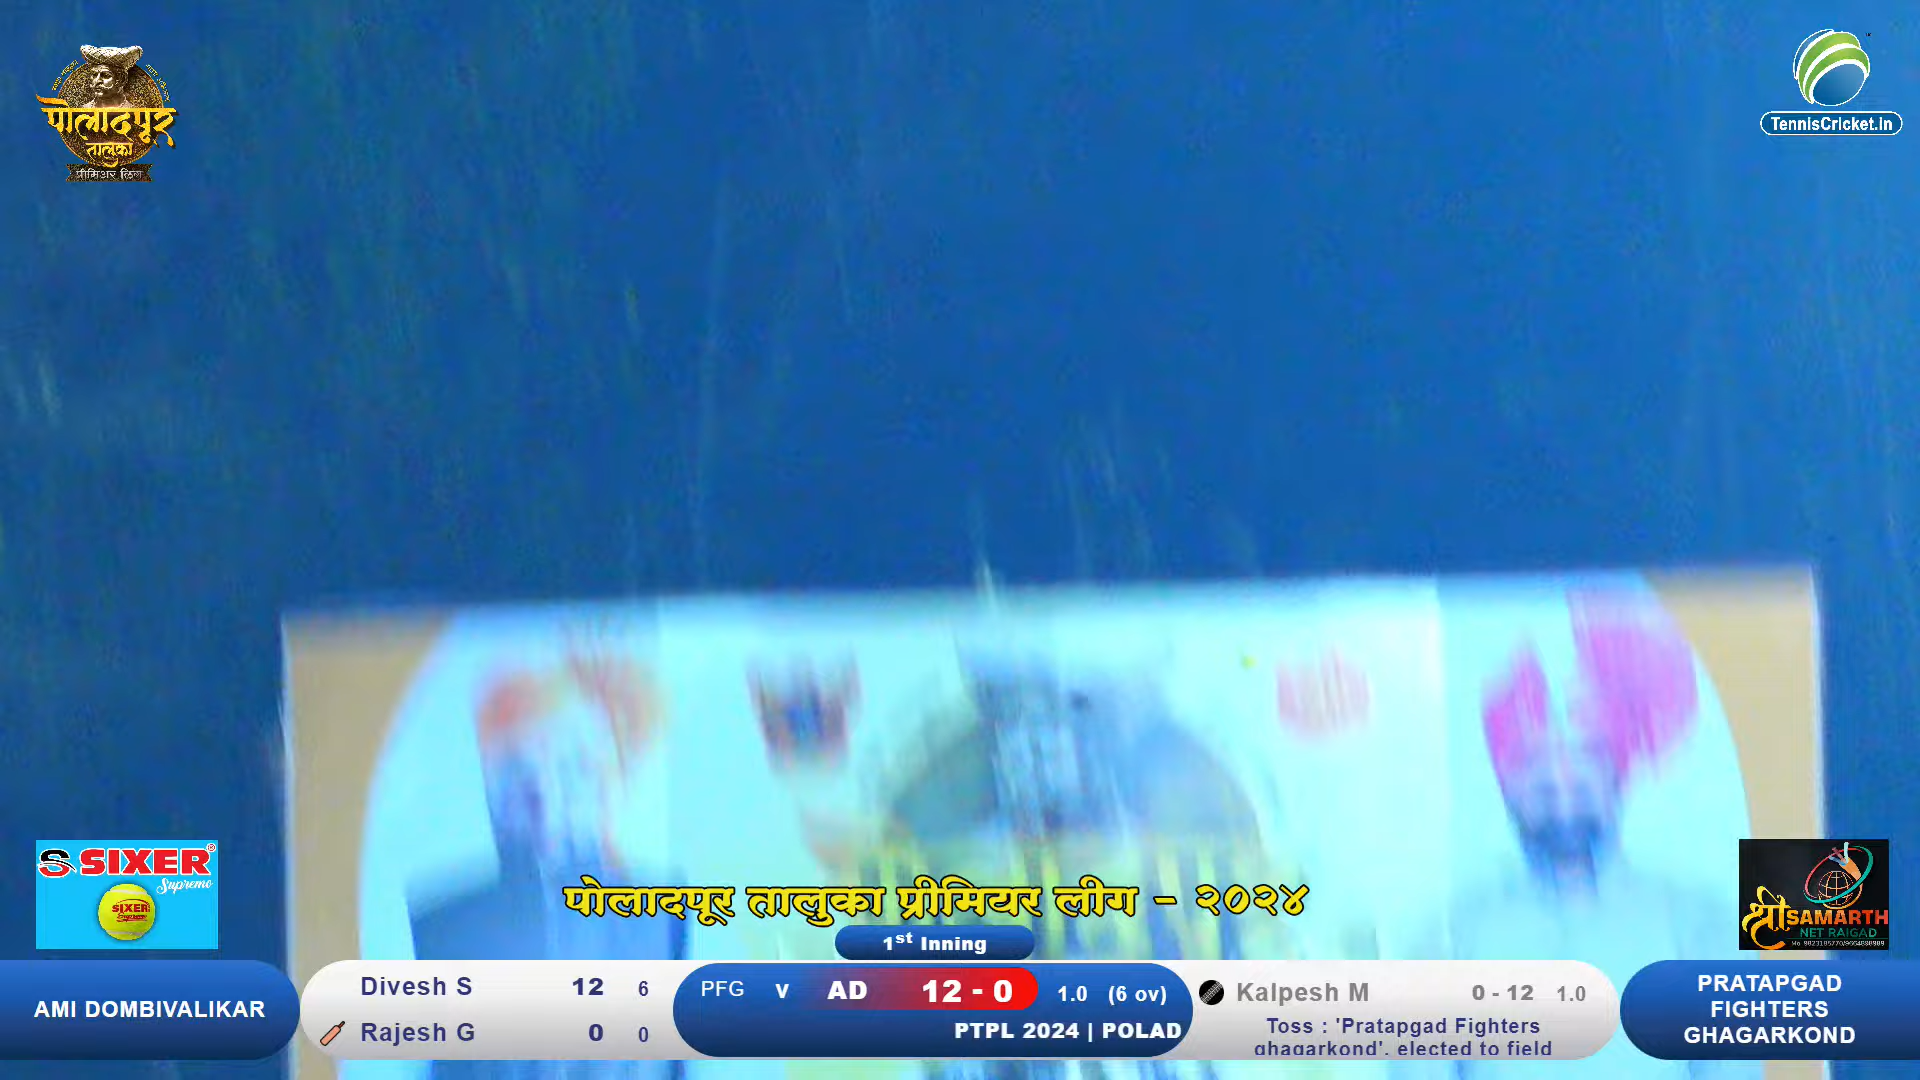 पोलादपूर
तालुका
प्रीमिअर लिग
TennisCricket.in
S SIXER®
Supremo
SIXER
श्री SAMARTH
NET RAIGAD
पोलादपूर तालुका प्रीमियर लीग - २०२४
1st Inning
AMI DOMBIVALIKAR
Divesh S 12 6
Rajesh G 0 0
PFG v AD 12 - 0 1.0 (6 ov)
PTPL 2024 | POLAD
Kalpesh M 0 - 12 1.0
Toss : 'Pratapgad Fighters
ghagarkond', elected to field
PRATAPGAD
FIGHTERS
GHAGARKOND